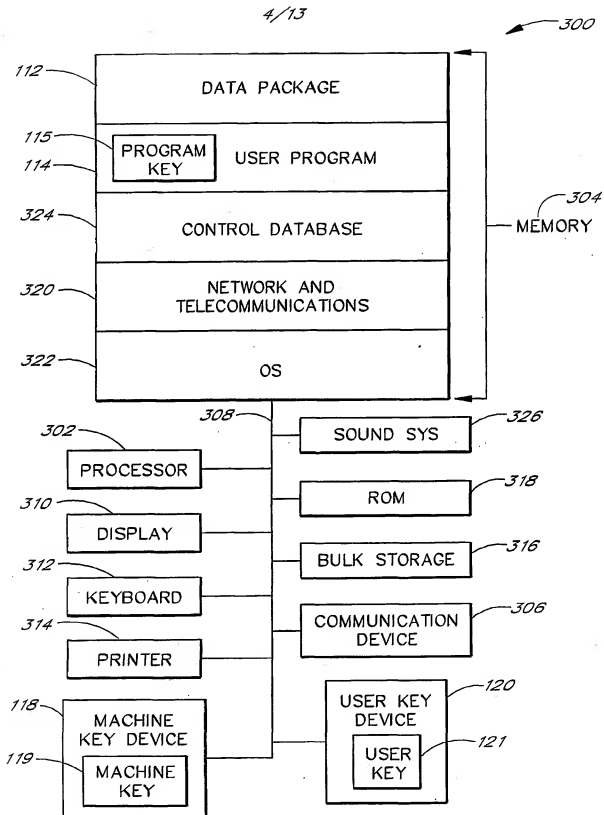 4/13
300
112
DATA PACKAGE
115
PROGRAM
KEY
USER PROGRAM
114
324
CONTROL DATABASE
304
MEMORY
320
NETWORK AND
TELECOMMUNICATIONS
322
OS
308
302
PROCESSOR
SOUND SYS
326
310
DISPLAY
ROM
318
312
KEYBOARD
BULK STORAGE
316
314
PRINTER
COMMUNICATION
DEVICE
306
118
MACHINE
KEY DEVICE
119
MACHINE
KEY
USER KEY
DEVICE
120
USER
KEY
121